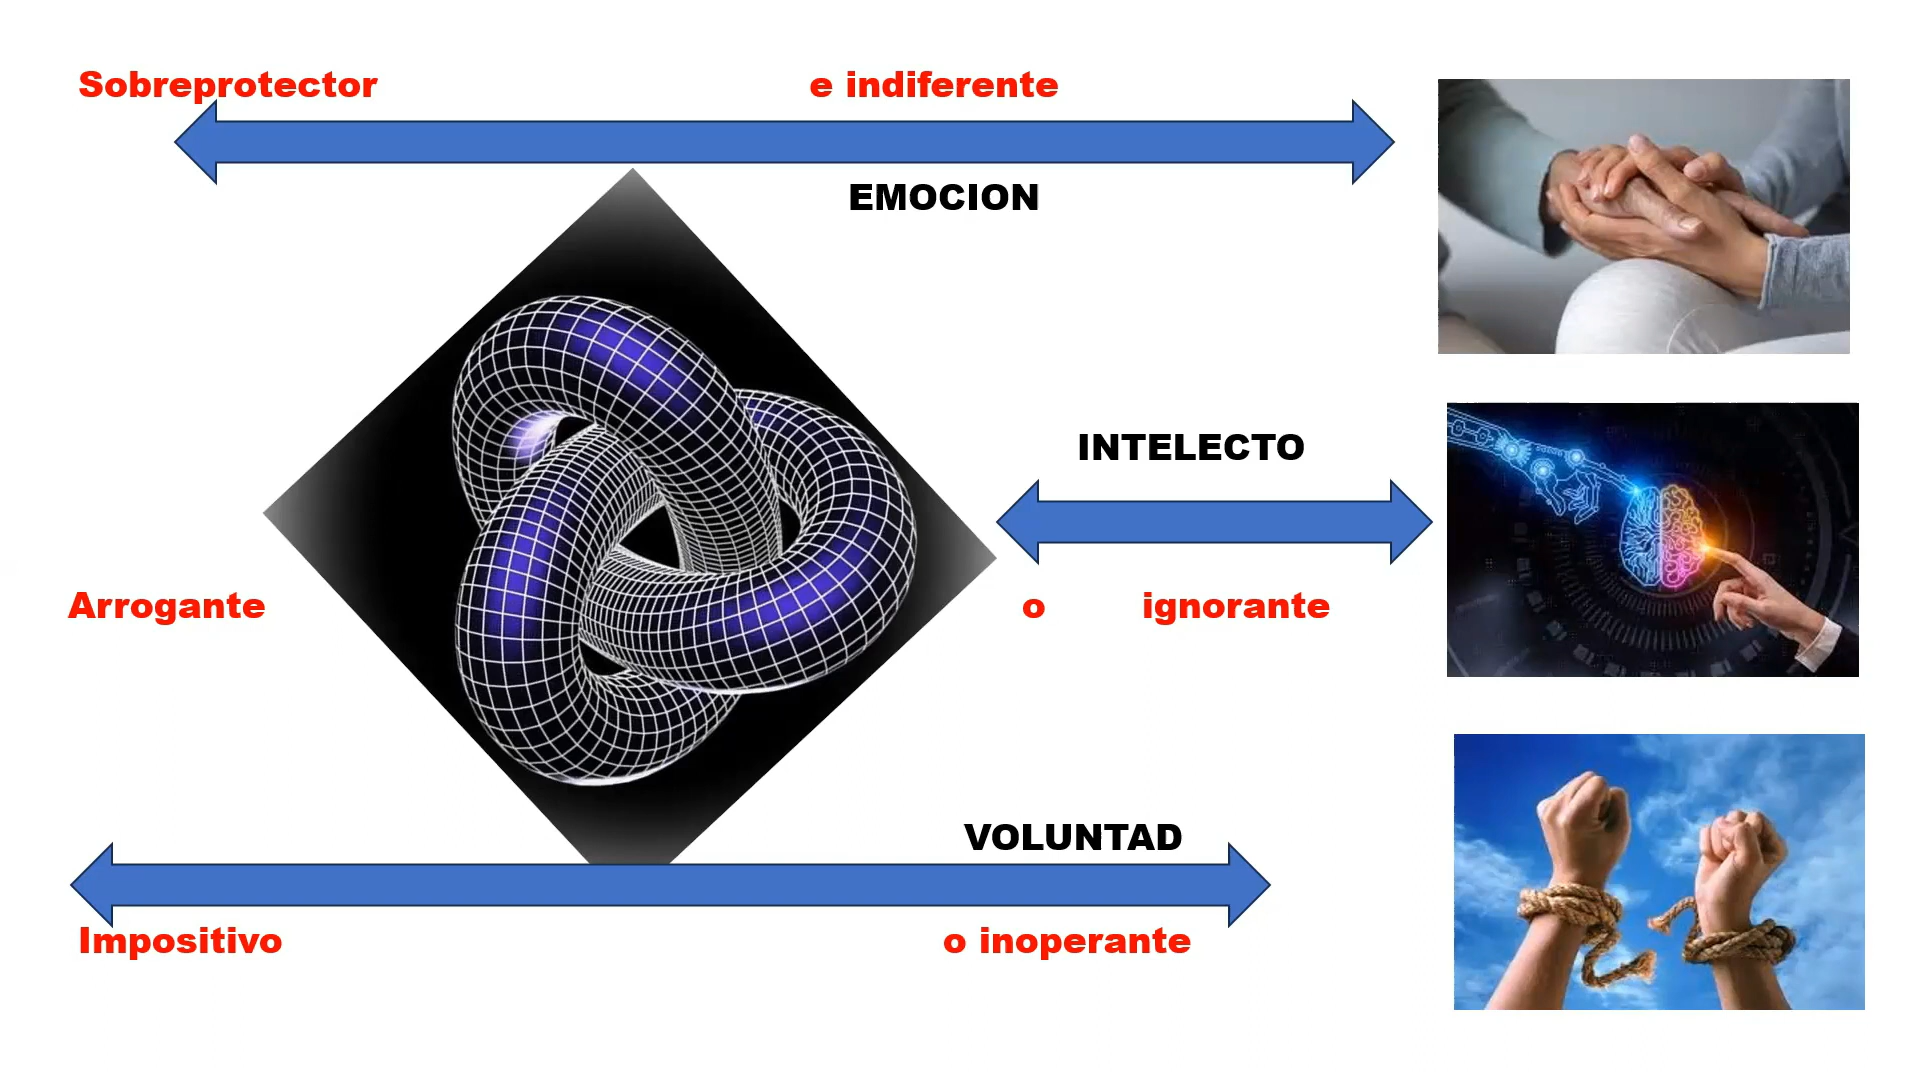 Sobreprotector e indiferente
EMOCION
INTELECTO
Arrogante o ignorante
VOLUNTAD
Impositivo o inoperante